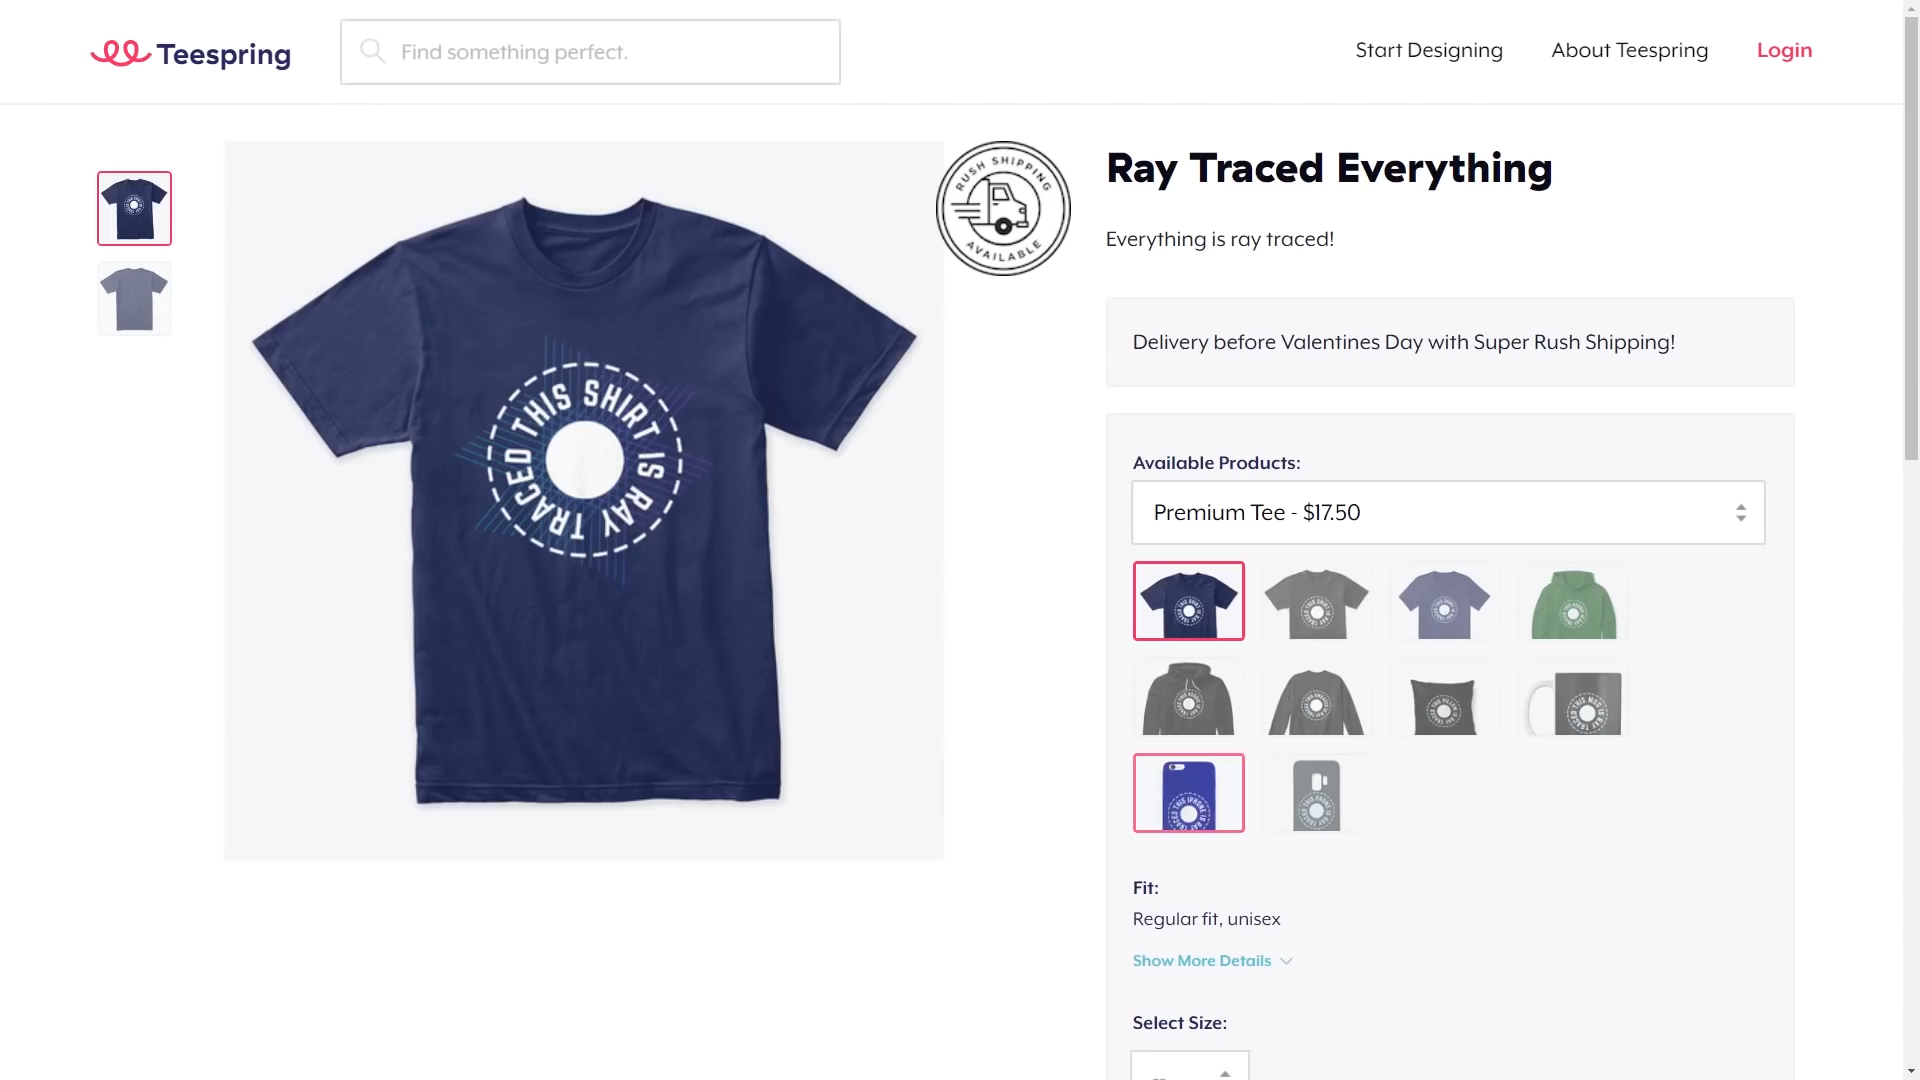 Teespring
Find something perfect.
Start Designing
About Teespring
Login
RUSH SHIPPING
AVAILABLE
Ray Traced Everything
Everything is ray traced!
Delivery before Valentines Day with Super Rush Shipping!
THIS SHIRT IS RAY TRACED
Available Products:
Premium Tee - $17.50
Fit:
Regular fit, unisex
Show More Details
Select Size: